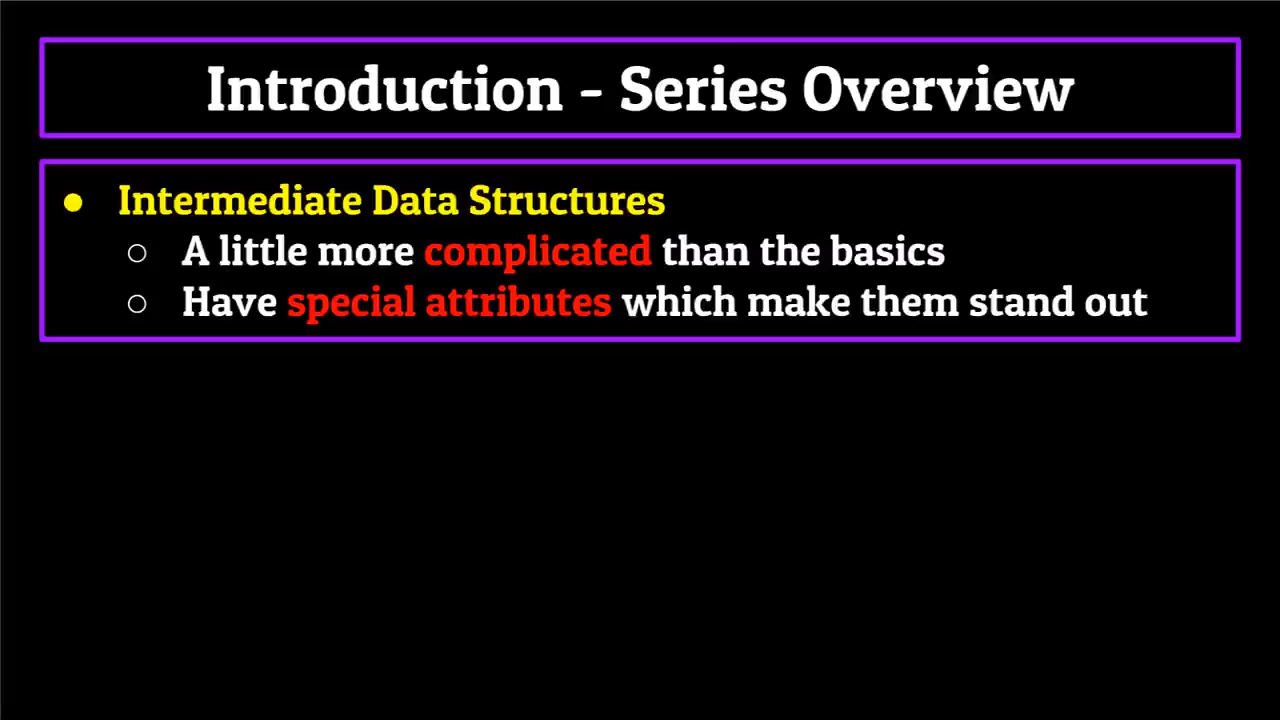 Introduction - Series Overview
● Intermediate Data Structures
○ A little more complicated than the basics
○ Have special attributes which make them stand out